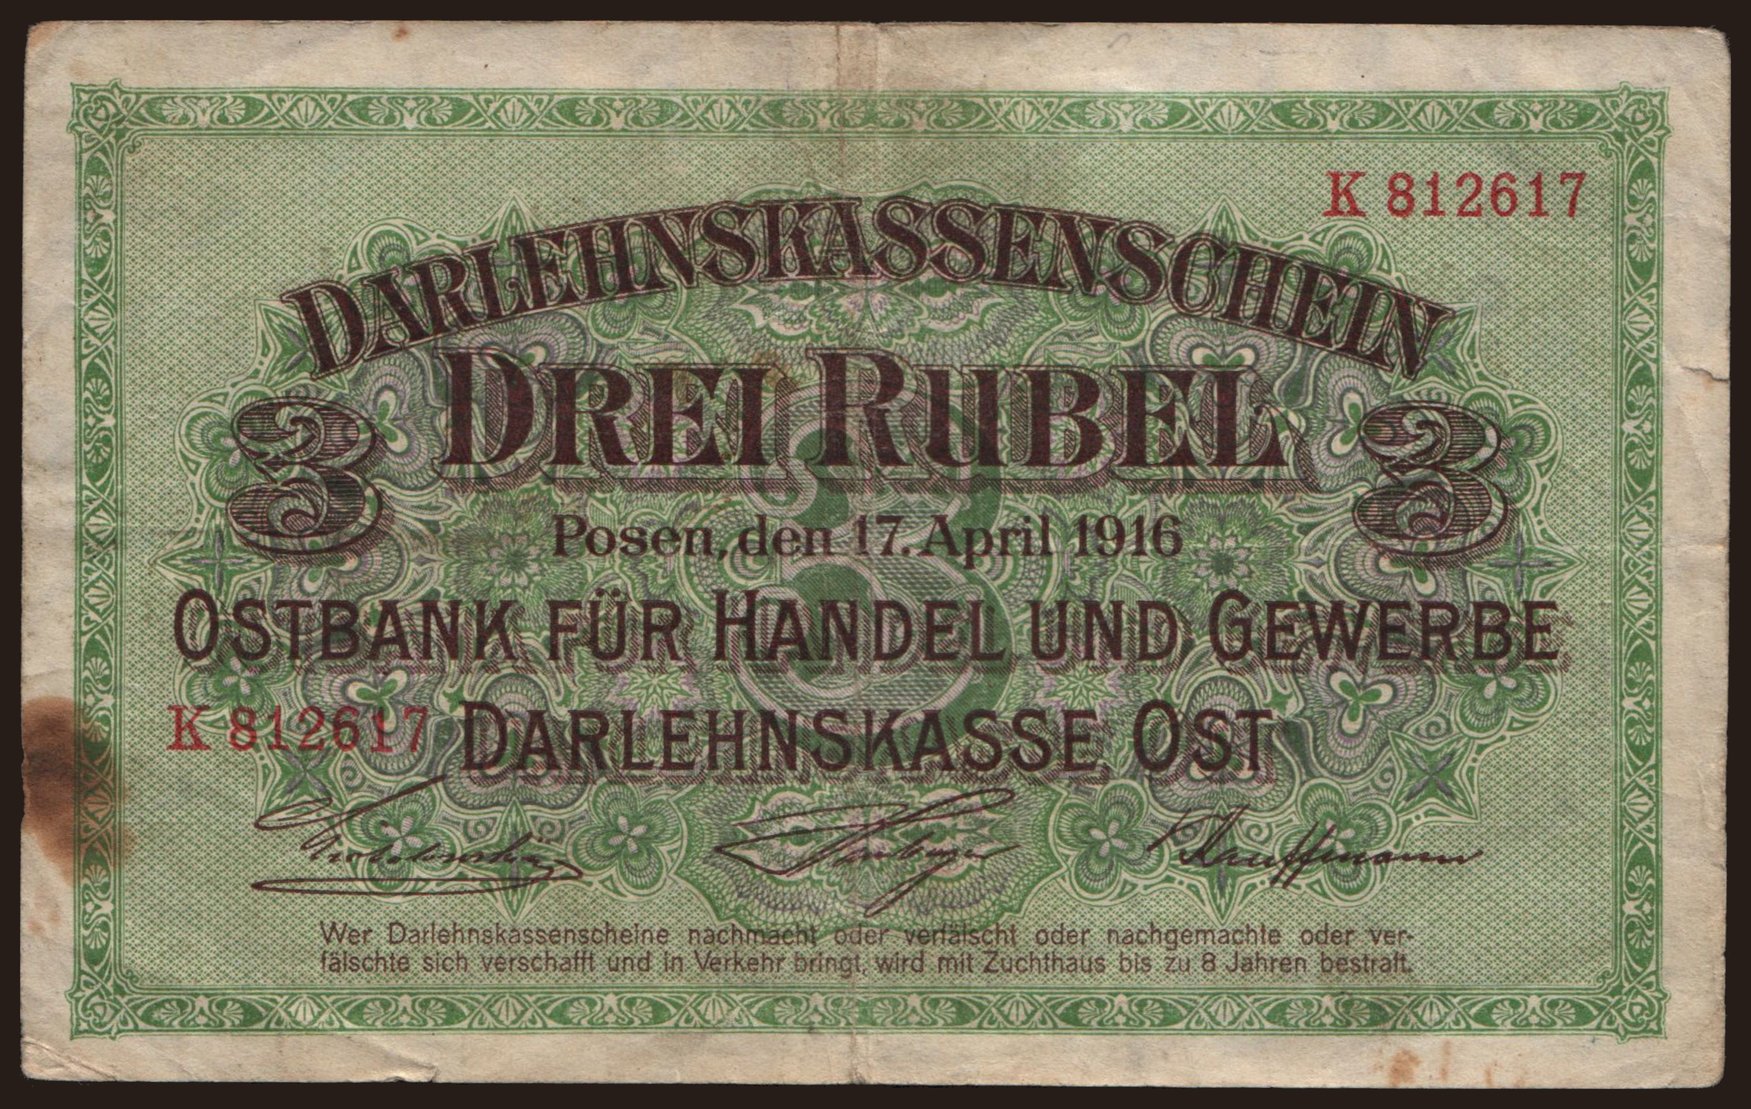 K 812617
DARLEHNSKASSENSCHEIN
3 DREI RUBEL 3
Posen, den 17. April 1916
OSTBANK FÜR HANDEL UND GEWERBE
K 812617 DARLEHNSKASSE OST
Kauffmann
Wer Darlehnskassenscheine nachmacht oder verfälscht oder nachgemachte oder ver-
fälschte sich verschafft und in Verkehr bringt, wird mit Zuchthaus bis zu 8 Jahren bestraft.
3